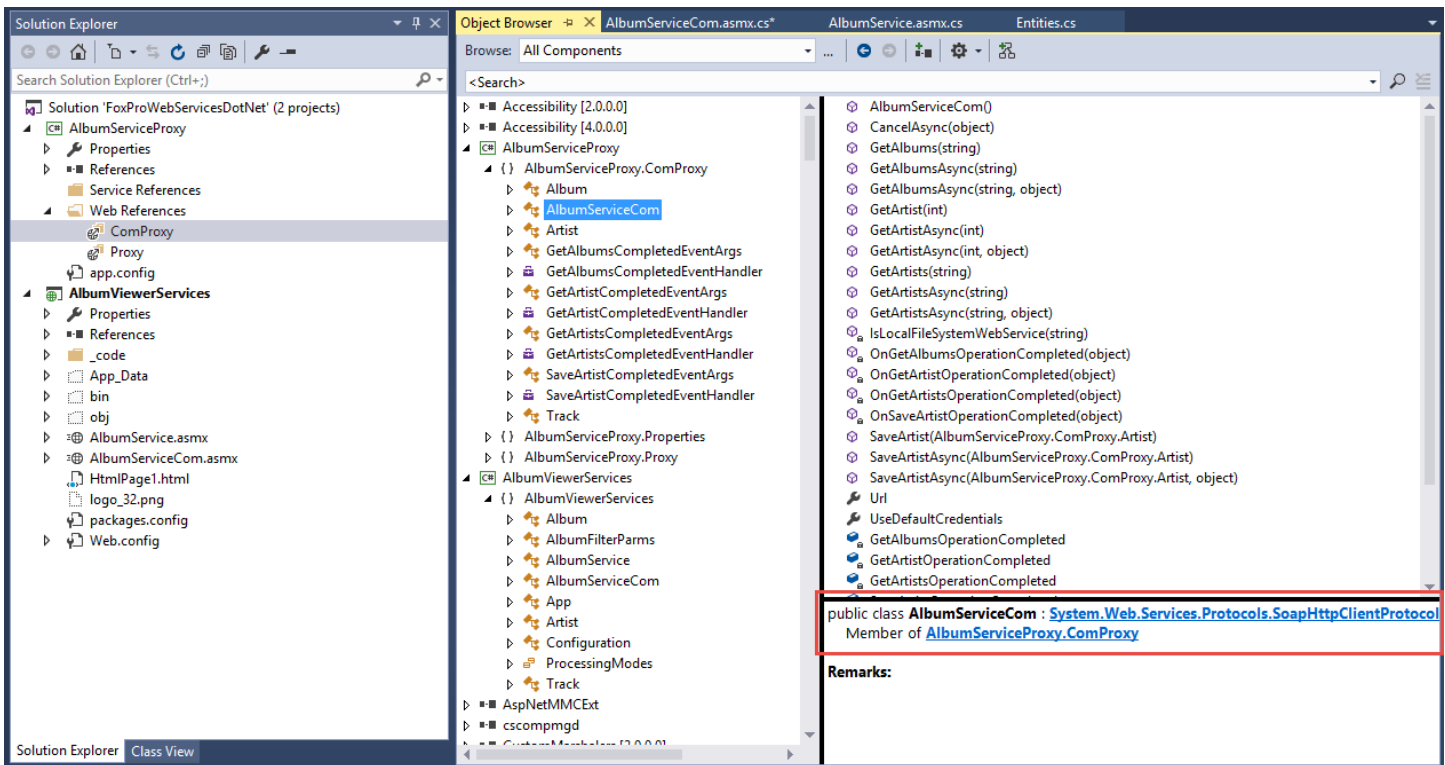 Solution Explorer
Search Solution Explorer (Ctrl+;)
Solution 'FoxProWebServicesDotNet' (2 projects)
AlbumServiceProxy
Properties
References
Service References
Web References
ComProxy
Proxy
app.config
AlbumViewerServices
Properties
References
_code
App_Data
bin
obj
AlbumService.asmx
AlbumServiceCom.asmx
HtmlPage1.html
logo_32.png
packages.config
Web.config
Solution Explorer Class View
Object Browser AlbumServiceCom.asmx.cs* AlbumService.asmx.cs Entities.cs
Browse: All Components ...
<Search>
Accessibility [2.0.0.0]
Accessibility [4.0.0.0]
C# AlbumServiceProxy
{ } AlbumServiceProxy.ComProxy
Album
AlbumServiceCom
Artist
GetAlbumsCompletedEventArgs
GetAlbumsCompletedEventHandler
GetArtistCompletedEventArgs
GetArtistCompletedEventHandler
GetArtistsCompletedEventArgs
GetArtistsCompletedEventHandler
SaveArtistCompletedEventArgs
SaveArtistCompletedEventHandler
Track
{ } AlbumServiceProxy.Properties
{ } AlbumServiceProxy.Proxy
C# AlbumViewerServices
{ } AlbumViewerServices
Album
AlbumFilterParms
AlbumService
AlbumServiceCom
App
Artist
Configuration
ProcessingModes
Track
AspNetMMCExt
cscompmgd
AlbumServiceCom()
CancelAsync(object)
GetAlbums(string)
GetAlbumsAsync(string)
GetAlbumsAsync(string, object)
GetArtist(int)
GetArtistAsync(int)
GetArtistAsync(int, object)
GetArtists(string)
GetArtistsAsync(string)
GetArtistsAsync(string, object)
IsLocalFileSystemWebService(string)
OnGetAlbumsOperationCompleted(object)
OnGetArtistOperationCompleted(object)
OnGetArtistsOperationCompleted(object)
OnSaveArtistOperationCompleted(object)
SaveArtist(AlbumServiceProxy.ComProxy.Artist)
SaveArtistAsync(AlbumServiceProxy.ComProxy.Artist)
SaveArtistAsync(AlbumServiceProxy.ComProxy.Artist, object)
Url
UseDefaultCredentials
GetAlbumsOperationCompleted
GetArtistOperationCompleted
GetArtistsOperationCompleted
public class AlbumServiceCom : System.Web.Services.Protocols.SoapHttpClientProtocol
Member of AlbumServiceProxy.ComProxy
Remarks: